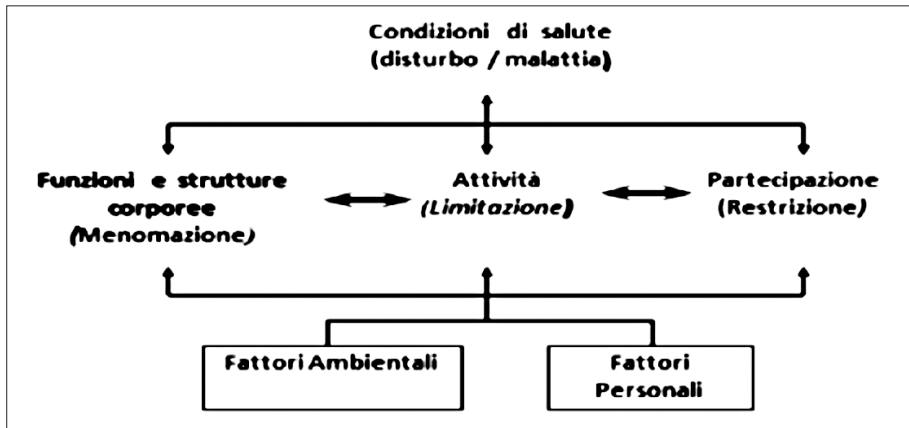 Condizioni di salute
(disturbo / malattia)
Funzioni e strutture
corporee
(Menomazione)
Attività
(Limitazione)
Partecipazione
(Restrizione)
Fattori Ambientali
Fattori
Personali